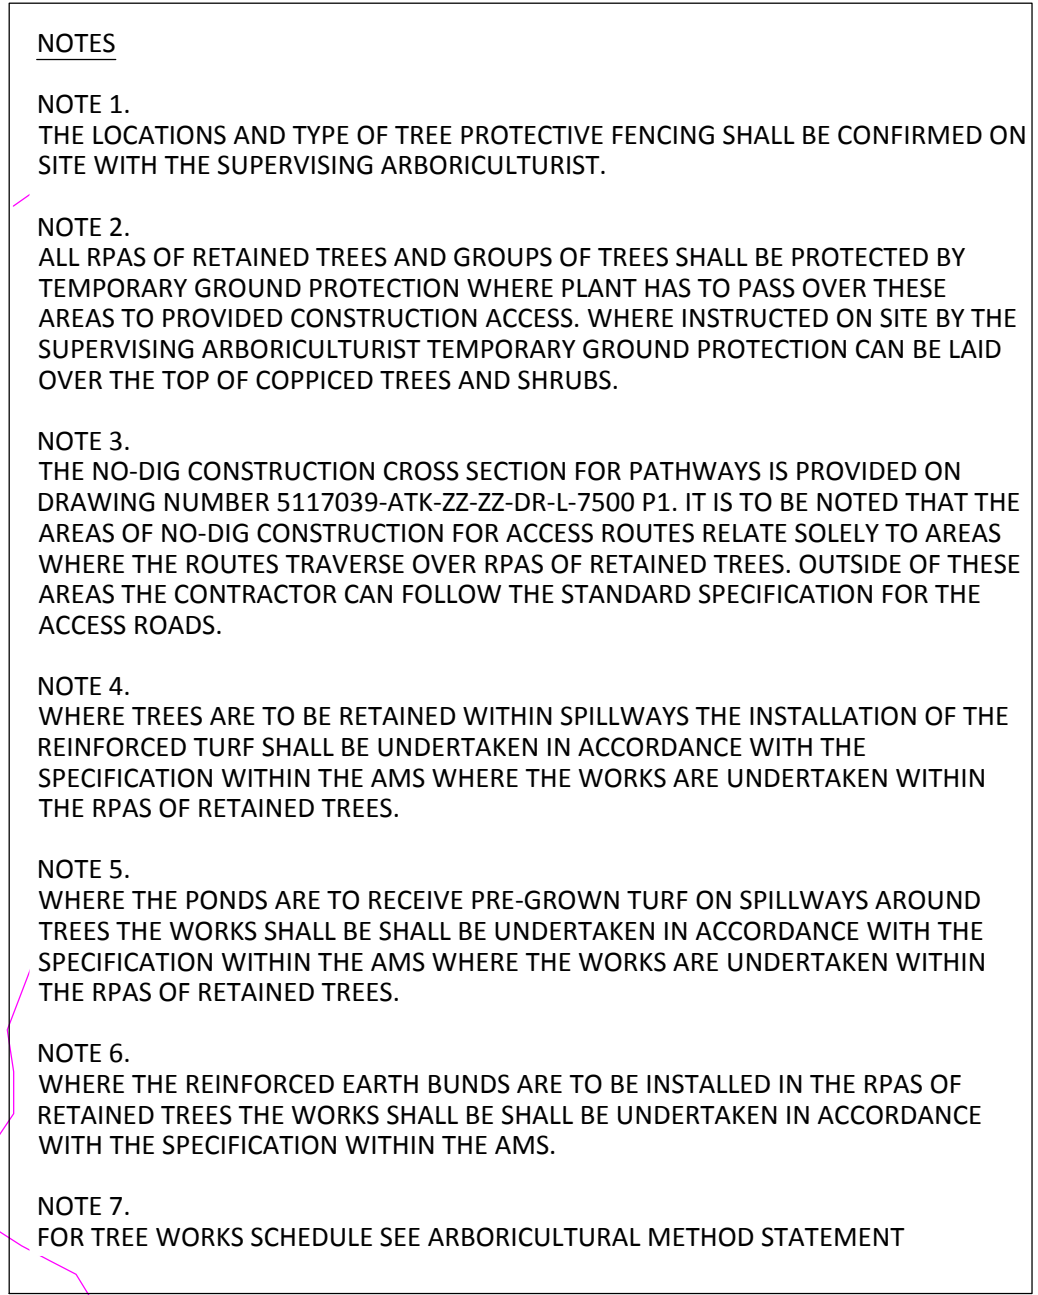 NOTES
NOTE 1.
THE LOCATIONS AND TYPE OF TREE PROTECTIVE FENCING SHALL BE CONFIRMED ON
SITE WITH THE SUPERVISING ARBORICULTURIST.
NOTE 2.
ALL RPAS OF RETAINED TREES AND GROUPS OF TREES SHALL BE PROTECTED BY
TEMPORARY GROUND PROTECTION WHERE PLANT HAS TO PASS OVER THESE
AREAS TO PROVIDED CONSTRUCTION ACCESS. WHERE INSTRUCTED ON SITE BY THE
SUPERVISING ARBORICULTURIST TEMPORARY GROUND PROTECTION CAN BE LAID
OVER THE TOP OF COPPICED TREES AND SHRUBS.
NOTE 3.
THE NO-DIG CONSTRUCTION CROSS SECTION FOR PATHWAYS IS PROVIDED ON
DRAWING NUMBER 5117039-ATK-ZZ-ZZ-DR-L-7500 P1. IT IS TO BE NOTED THAT THE
AREAS OF NO-DIG CONSTRUCTION FOR ACCESS ROUTES RELATE SOLELY TO AREAS
WHERE THE ROUTES TRAVERSE OVER RPAS OF RETAINED TREES. OUTSIDE OF THESE
AREAS THE CONTRACTOR CAN FOLLOW THE STANDARD SPECIFICATION FOR THE
ACCESS ROADS.
NOTE 4.
WHERE TREES ARE TO BE RETAINED WITHIN SPILLWAYS THE INSTALLATION OF THE
REINFORCED TURF SHALL BE UNDERTAKEN IN ACCORDANCE WITH THE
SPECIFICATION WITHIN THE AMS WHERE THE WORKS ARE UNDERTAKEN WITHIN
THE RPAS OF RETAINED TREES.
NOTE 5.
WHERE THE PONDS ARE TO RECEIVE PRE-GROWN TURF ON SPILLWAYS AROUND
TREES THE WORKS SHALL BE SHALL BE UNDERTAKEN IN ACCORDANCE WITH THE
SPECIFICATION WITHIN THE AMS WHERE THE WORKS ARE UNDERTAKEN WITHIN
THE RPAS OF RETAINED TREES.
NOTE 6.
WHERE THE REINFORCED EARTH BUNDS ARE TO BE INSTALLED IN THE RPAS OF
RETAINED TREES THE WORKS SHALL BE SHALL BE UNDERTAKEN IN ACCORDANCE
WITH THE SPECIFICATION WITHIN THE AMS.
NOTE 7.
FOR TREE WORKS SCHEDULE SEE ARBORICULTURAL METHOD STATEMENT